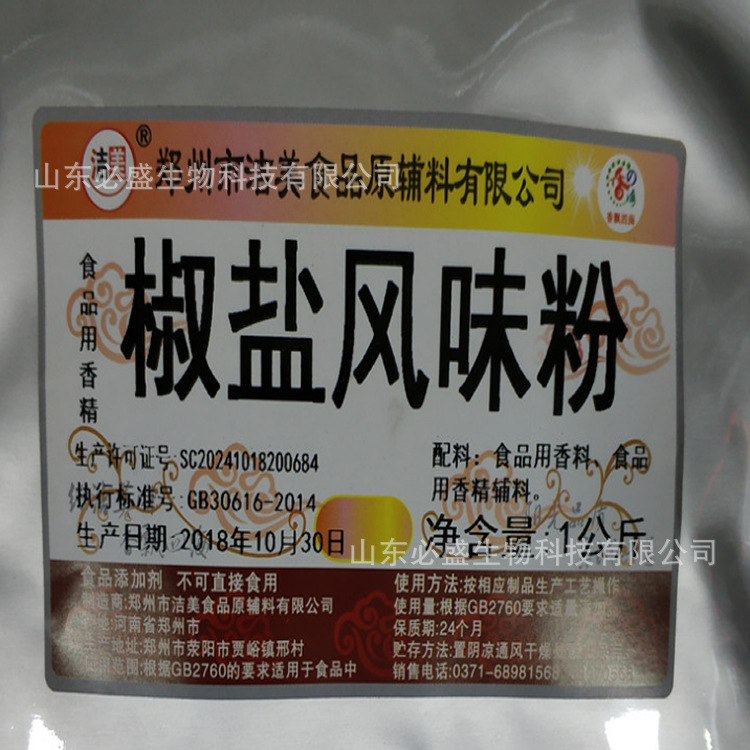 洁美®
郑州市洁美食品原辅料有限公司
山东必盛生物科技有限公司
香飘四海
食品用香精
椒盐风味粉
生产许可证号:SC20241018200684
执行标准号:GB30616-2014
生产日期:2018年10月30日
配料:食品用香料、食品
用香精辅料。
净含量:1公斤
山东必盛生物科技有限公司
食品添加剂 不可直接食用
制造商:郑州市洁美食品原辅料有限公司
河南省郑州市
产地:郑州市荥阳市贾峪镇邢村
使用范围:根据GB2760的要求适用于食品中
使用方法:按相应制品生产工艺操作
使用量:根据GB2760要求适量
保质期:24个月
贮存方法:置阴凉通风干燥
销售电话:0371-68981568